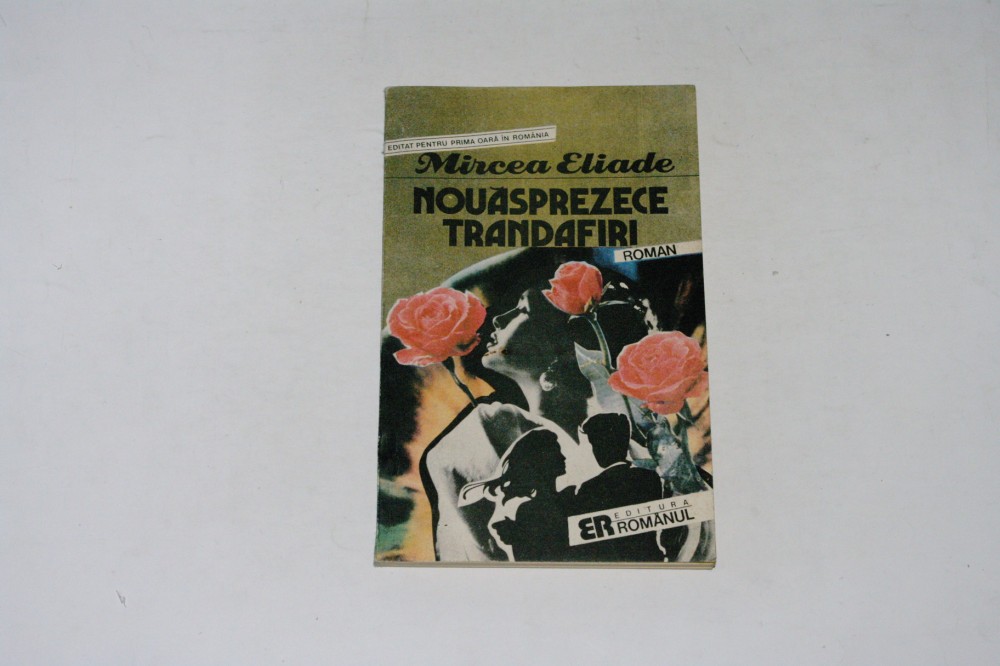 EDITAT PENTRU PRIMA OARĂ ÎN ROMÂNIA
Mircea Eliade
NOUĂSPREZECE
TRANDAFIRI
ROMAN
ER
EDITURA
ROMÂNUL